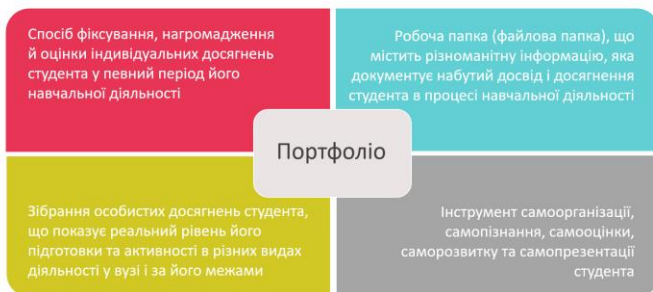 Спосіб фіксування, нагромадження
й оцінки індивідуальних досягнень
студента у певний період його
навчальної діяльності
Робоча папка (файлова папка), що
містить різноманітну інформацію, яка
документує набутий досвід і досягнення
студента в процесі навчальної діяльності
Портфоліо
Зібрання особистих досягнень студента,
що показує реальний рівень його
підготовки та активності в різних видах
діяльності у вузі і за його межами
Інструмент самоорганізації,
самопізнання, самооцінки,
саморозвитку та самопрезентації
студента